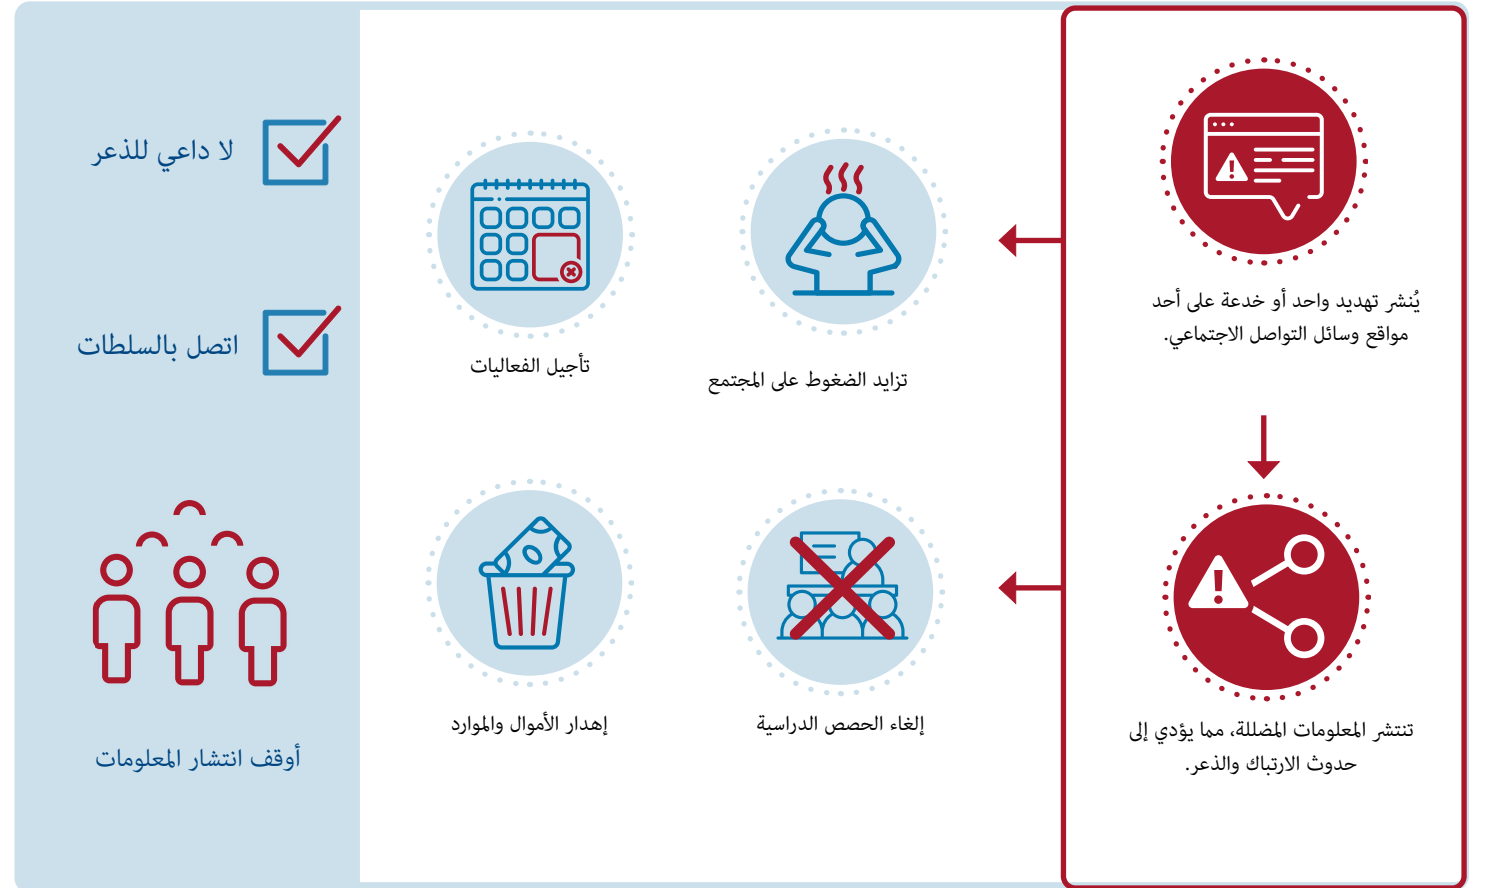 يُنشر تهديد واحد أو خدعة على أحد
مواقع وسائل التواصل الاجتماعي.
تنتشر المعلومات المضللة، مما يؤدي إلى
حدوث الارتباك والذعر.
تزايد الضغوط على المجتمع
تأجيل الفعاليات
إلغاء الحصص الدراسية
إهدار الأموال والموارد
لا داعي للذعر
اتصل بالسلطات
أوقف انتشار المعلومات